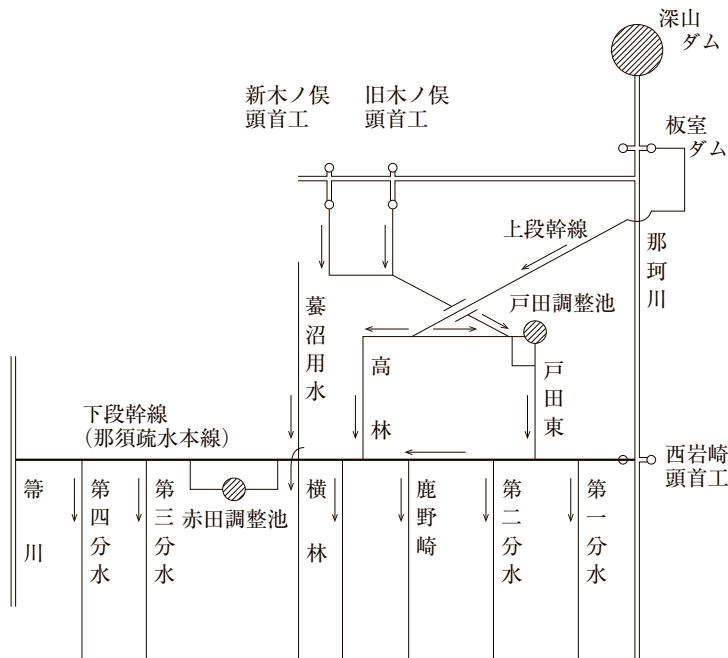 深山
ダム
新木ノ俣
頭首工
旧木ノ俣
頭首工
板室
ダム
上段幹線
那珂川
蟇沼用水
戸田調整池
高林
戸田東
下段幹線
(那須疏水本線)
西岩崎
頭首工
箒川
第四分水
第三分水
赤田調整池
横林
鹿野崎
第二分水
第一分水